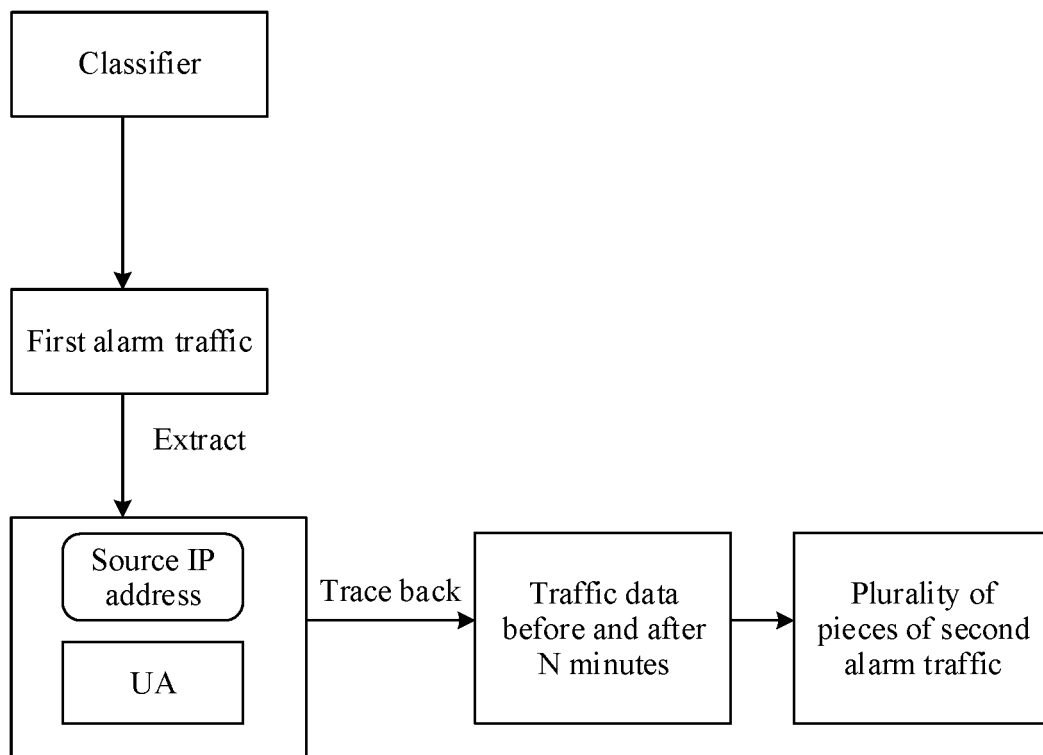 Classifier
First alarm traffic
Extract
Source IP
address
UA
Trace back
Traffic data
before and after
N minutes
Plurality of
pieces of second
alarm traffic